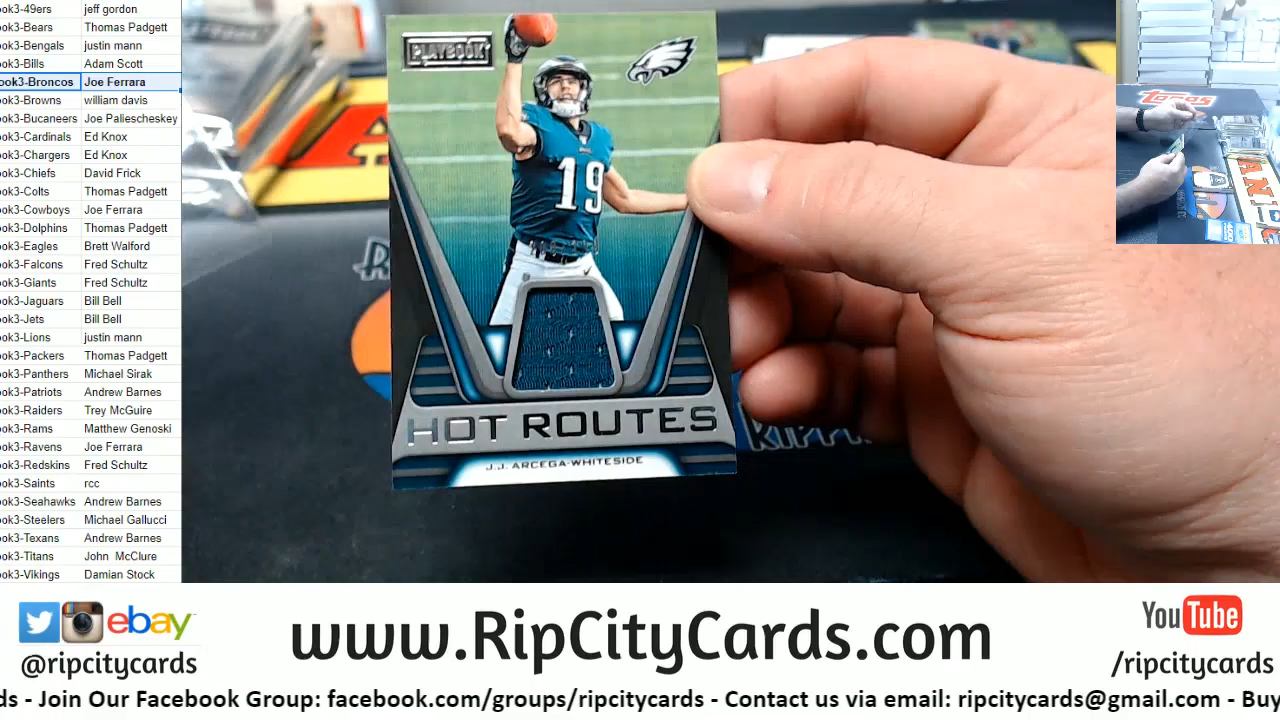 ook3-49ers jeff gordon
ook3-Bears Thomas Padgett
ook3-Bengals justin mann
ook3-Bills Adam Scott
ook3-Broncos Joe Ferrara
ook3-Browns william davis
ook3-Bucaneers Joe Paliescheskey
ook3-Cardinals Ed Knox
ook3-Chargers Ed Knox
ook3-Chiefs David Frick
ook3-Colts Thomas Padgett
ook3-Cowboys Joe Ferrara
ook3-Dolphins Thomas Padgett
ook3-Eagles Brett Walford
ook3-Falcons Fred Schultz
ook3-Giants Fred Schultz
ook3-Jaguars Bill Bell
ook3-Jets Bill Bell
ook3-Lions justin mann
ook3-Packers Thomas Padgett
ook3-Panthers Michael Sirak
ook3-Patriots Andrew Barnes
ook3-Raiders Trey McGuire
ook3-Rams Matthew Genoski
ook3-Ravens Joe Ferrara
ook3-Redskins Fred Schultz
ook3-Saints rcc
ook3-Seahawks Andrew Barnes
ook3-Steelers Michael Gallucci
ook3-Texans Andrew Barnes
ook3-Titans John McClure
ook3-Vikings Damian Stock
PLAYBOOK
19
HOT ROUTES
J.J. ARCEGA-WHITESIDE
RIPPI
Topps
ebay
@ripcitycards
www.RipCityCards.com
YouTube
/ripcitycards
ds - Join Our Facebook Group: facebook.com/groups/ripcitycards - Contact us via email: ripcitycards@gmail.com - Buy